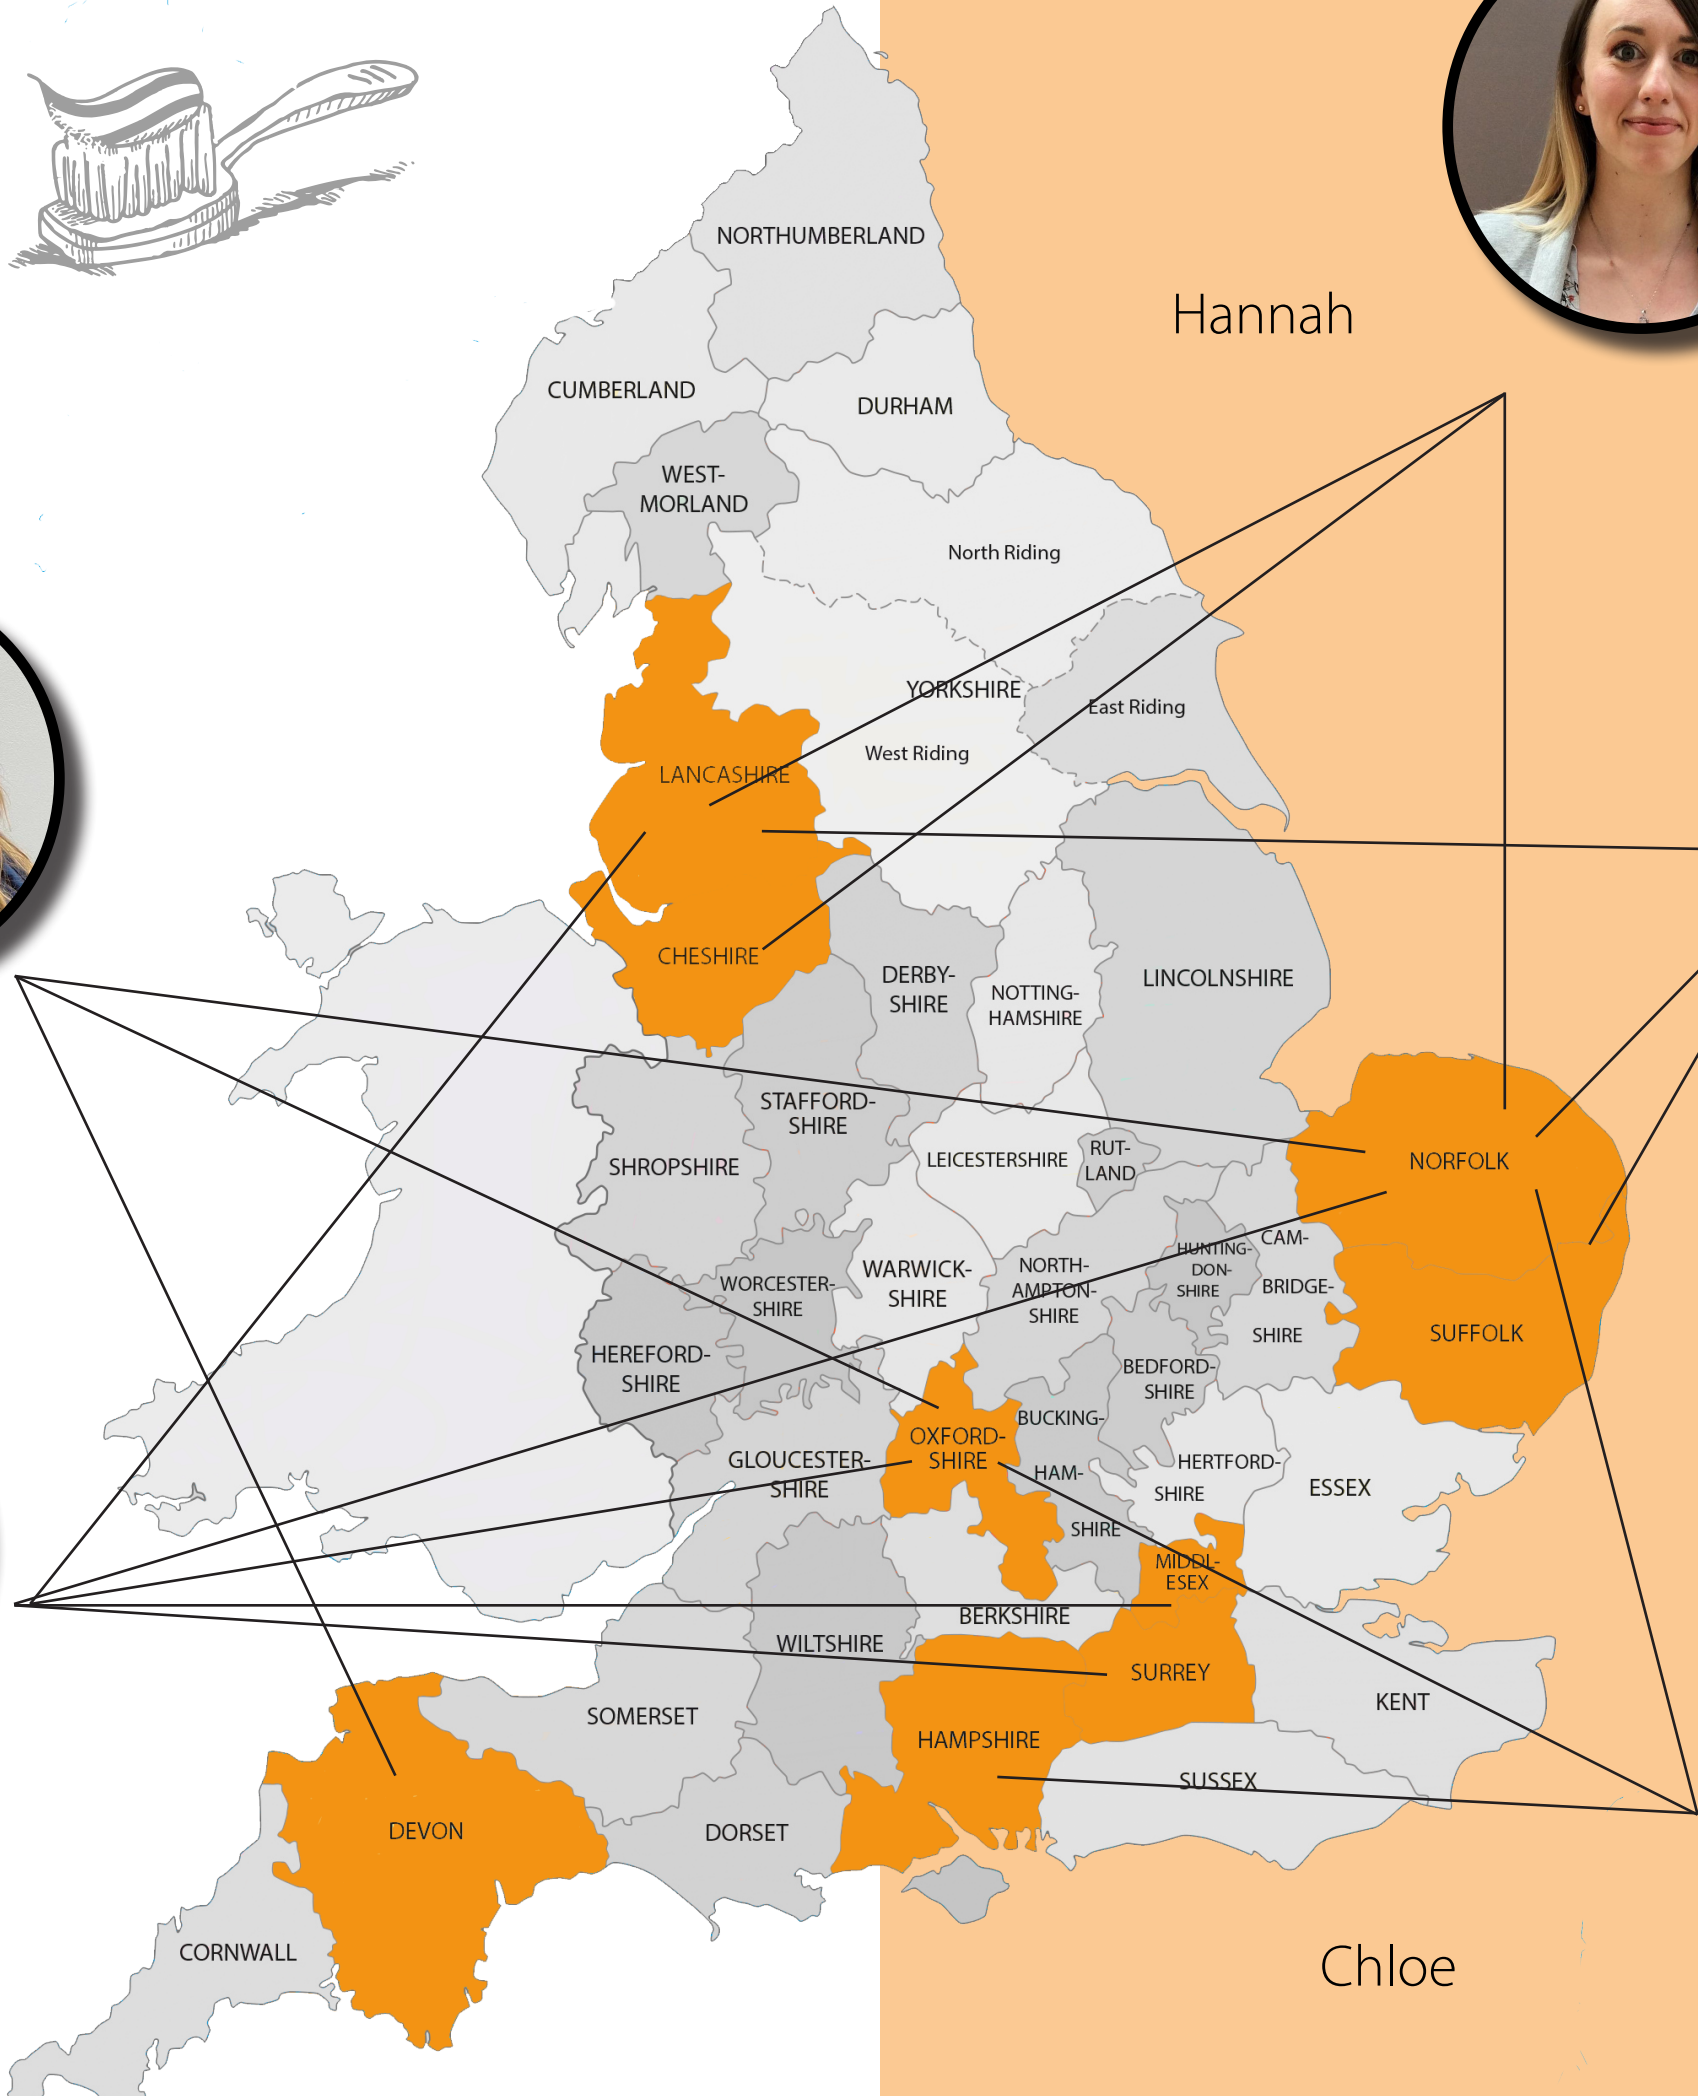 NORTHUMBERLAND
Hannah
CUMBERLAND
DURHAM
WEST-
MORLAND
North Riding
YORKSHIRE
East Riding
West Riding
LANCASHIRE
CHESHIRE
DERBY-
SHIRE
NOTTING-
HAMSHIRE
LINCOLNSHIRE
STAFFORD-
SHIRE
SHROPSHIRE
LEICESTERSHIRE
RUT-
LAND
NORFOLK
WORCESTER-
SHIRE
WARWICK-
SHIRE
NORTH-
AMPTON-
SHIRE
HUNTING-
DON-
SHIRE
CAM-
BRIDGE-
SHIRE
SUFFOLK
HEREFORD-
SHIRE
BEDFORD-
SHIRE
GLOUCESTER-
SHIRE
OXFORD-
SHIRE
BUCKING-
HAM-
SHIRE
HERTFORD-
SHIRE
ESSEX
MIDDL-
ESEX
BERKSHIRE
WILTSHIRE
SURREY
KENT
SOMERSET
HAMPSHIRE
SUSSEX
DEVON
DORSET
CORNWALL
Chloe